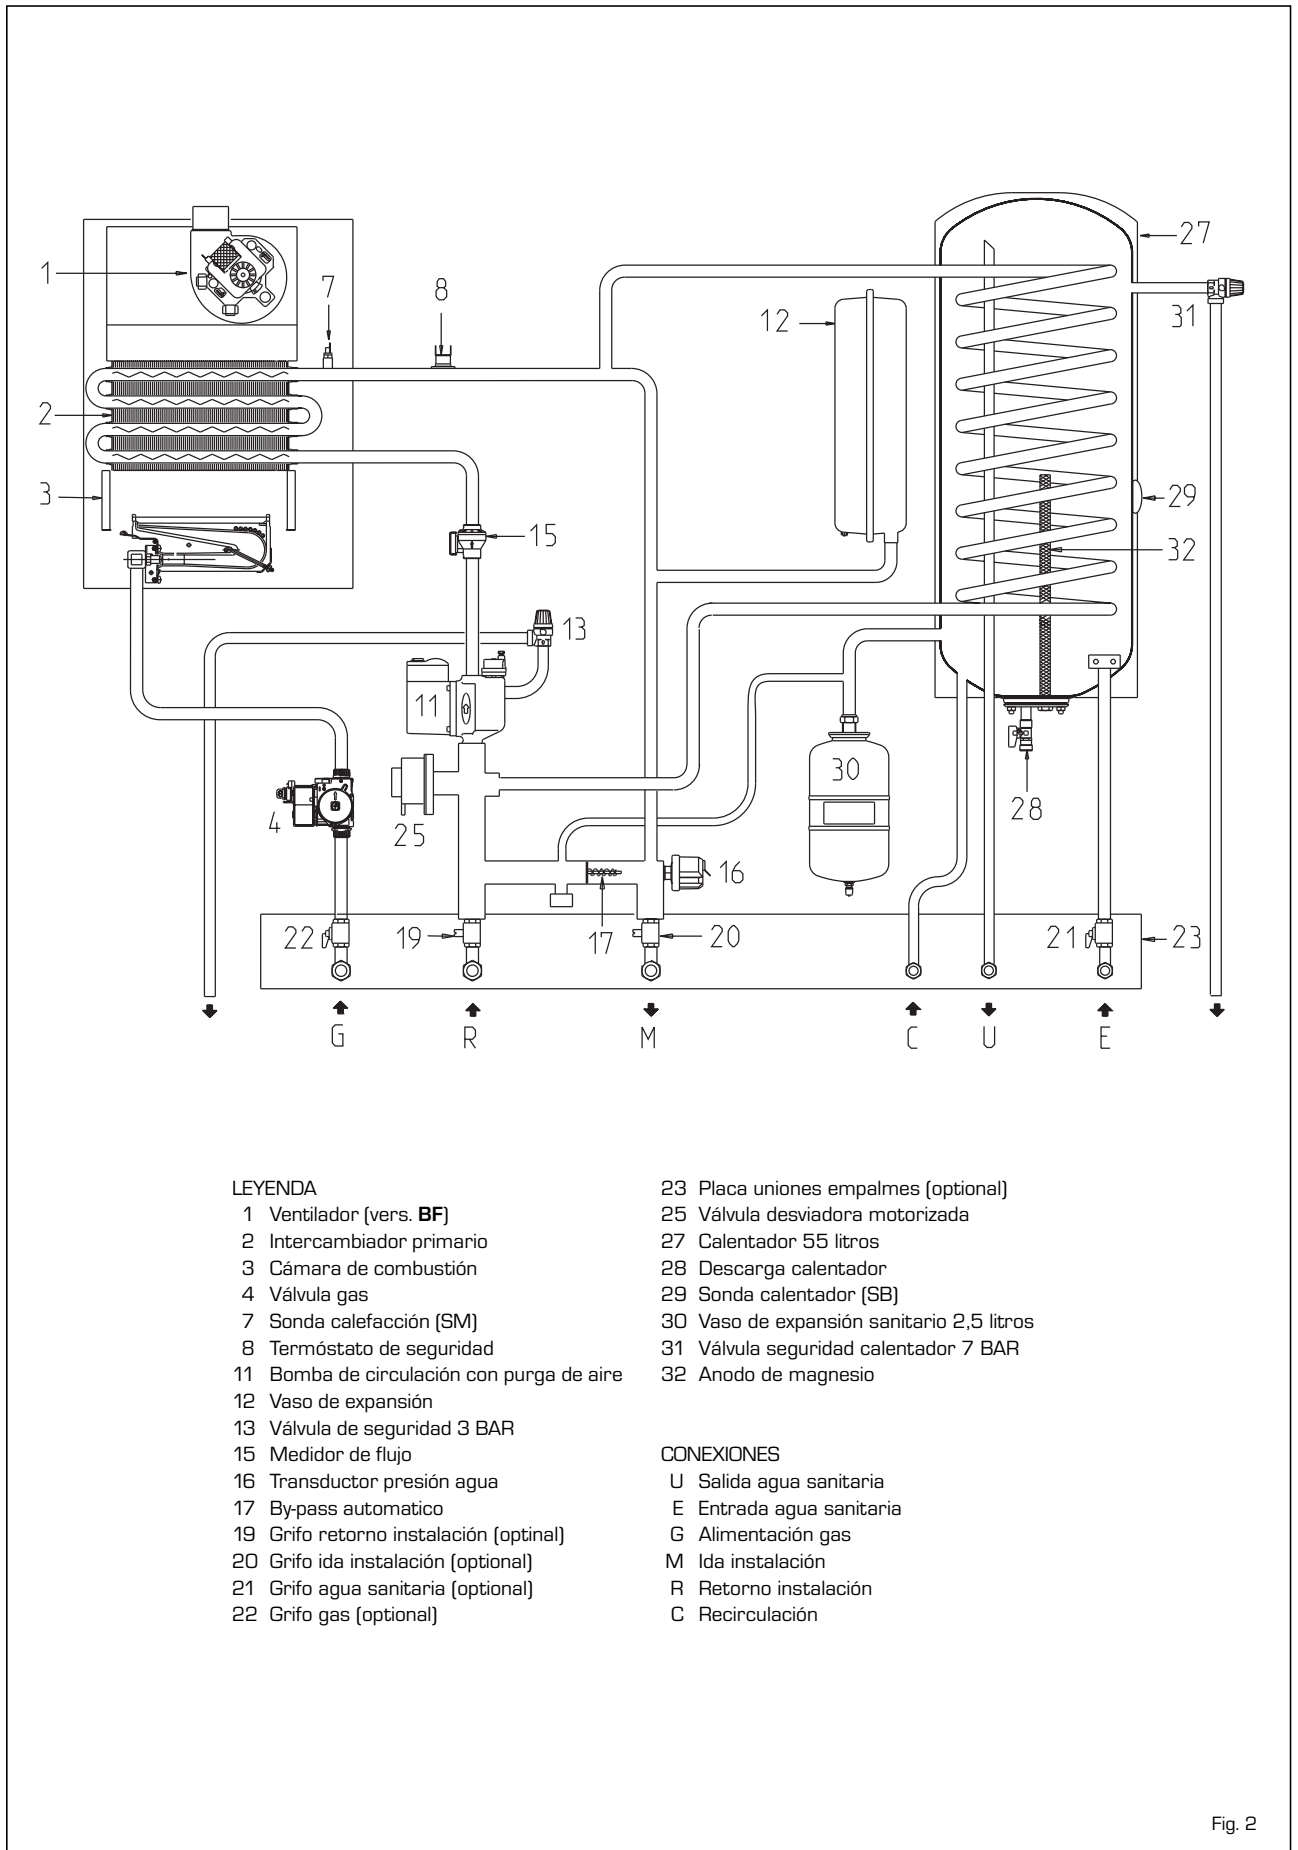 1
7
8
12
27
31
2
3
15
29
32
13
11
30
4
25
28
16
22
19
17
20
21
23
G
R
M
C
U
E
LEYENDA
1 Ventilador (vers. BF)
2 Intercambiador primario
3 Cámara de combustión
4 Válvula gas
7 Sonda calefacción (SM)
8 Termóstato de seguridad
11 Bomba de circulación con purga de aire
12 Vaso de expansión
13 Válvula de seguridad 3 BAR
15 Medidor de flujo
16 Transductor presión agua
17 By-pass automatico
19 Grifo retorno instalación (optinal)
20 Grifo ida instalación (optional)
21 Grifo agua sanitaria (optional)
22 Grifo gas (optional)
23 Placa uniones empalmes (optional)
25 Válvula desviadora motorizada
27 Calentador 55 litros
28 Descarga calentador
29 Sonda calentador (SB)
30 Vaso de expansión sanitario 2,5 litros
31 Válvula seguridad calentador 7 BAR
32 Anodo de magnesio
CONEXIONES
U Salida agua sanitaria
E Entrada agua sanitaria
G Alimentación gas
M Ida instalación
R Retorno instalación
C Recirculación
Fig. 2